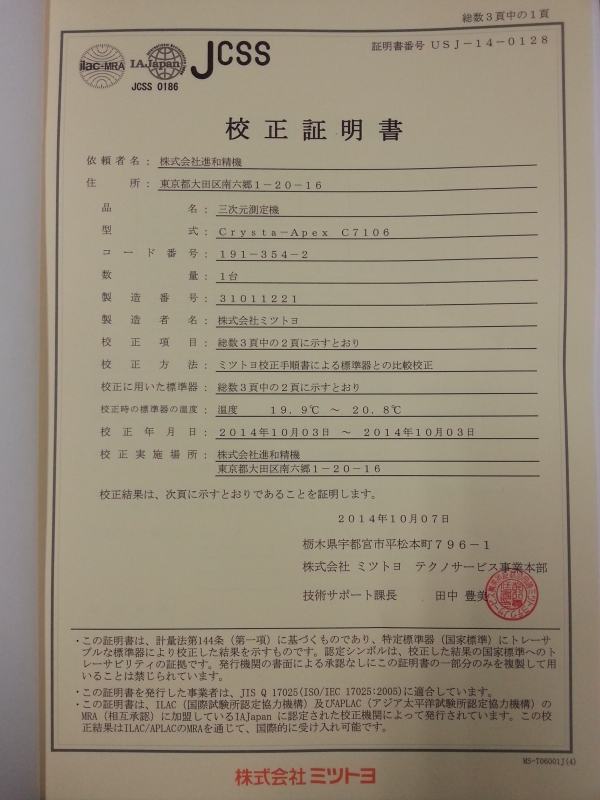 総数3頁中の1頁
ilac-MRA
IAJapan
JCSS
JCSS 0186
証明書番号 USJ-14-0128
校正証明書
依頼者名: 株式会社進和精機
住所: 東京都大田区南六郷1-20-16
品名: 三次元測定機
型式: Crysta-Apex C7106
コード番号: 191-354-2
数量: 1台
製造番号: 31011221
製造者名: 株式会社ミツトヨ
校正項目: 総数3頁中の2頁に示すとおり
校正方法: ミツトヨ校正手順書による標準器との比較校正
校正に用いた標準器: 総数3頁中の2頁に示すとおり
校正時の標準器の温度: 温度 19.9℃ ~ 20.8℃
校正年月日: 2014年10月03日 ~ 2014年10月03日
校正実施場所: 株式会社進和精機
東京都大田区南六郷1-20-16
校正結果は、次頁に示すとおりであることを証明します。
2014年10月07日
栃木県宇都宮市平松本町796-1
株式会社 ミツトヨ テクノサービス事業本部
技術サポート課長 田中 豊美
・この証明書は、計量法第144条（第一項）に基づくものであり、特定標準器（国家標準）にトレーサ
ブルな標準器により校正した結果を示すものです。認定シンボルは、校正した結果の国家標準へのト
レーサビリティの証拠です。発行機関の書面による承認なしにこの証明書の一部分のみを複製して用
いることは禁じられています。
・この証明書を発行した事業者は、JIS Q 17025(ISO/IEC 17025:2005)に適合しています。
・この証明書は、ILAC（国際試験所認定協力機構）及びAPLAC（アジア太平洋試験所認定協力機構）の
MRA（相互承認）に加盟しているIAJapan に認定された校正機関によって発行されています。この校
正結果はILAC/APLACのMRAを通じて、国際的に受け入れ可能です。
MS-T06001J(4)
株式会社 ミツトヨ